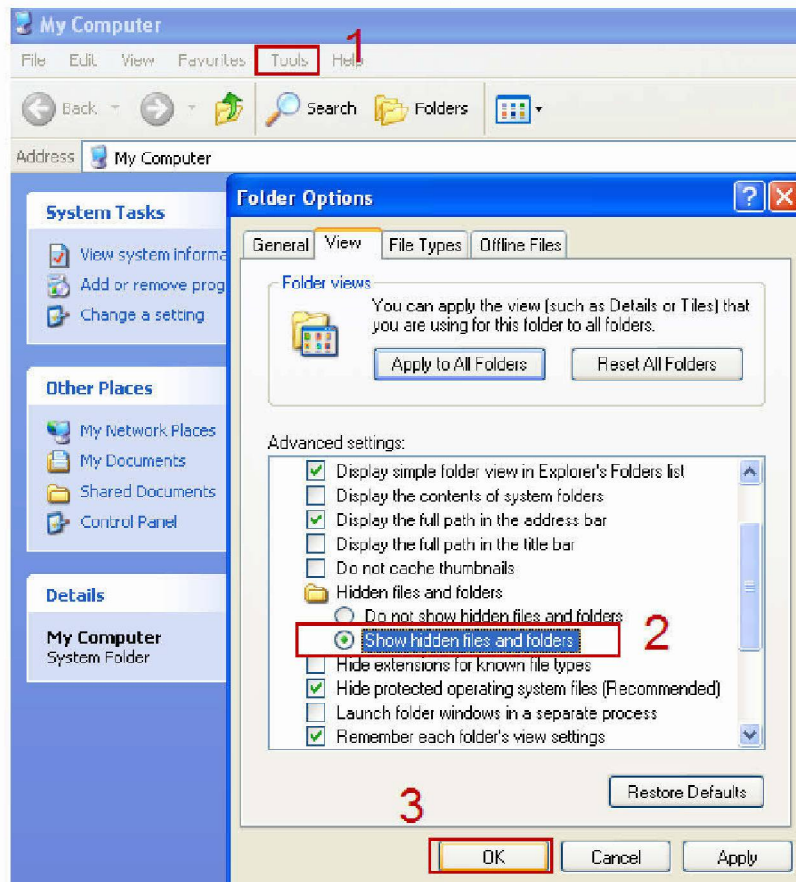 My Computer
1
File Edit View Favorites Tools Help
Back Search Folders
Address My Computer
System Tasks
View system informa
Add or remove prog
Change a setting
Other Places
My Network Places
My Documents
Shared Documents
Control Panel
Details
My Computer
System Folder
Folder Options
General View File Types Offline Files
Folder views
You can apply the view (such as Details or Tiles) that
you are using for this folder to all folders.
Apply to All Folders Reset All Folders
Advanced settings:
Display simple folder view in Explorer's Folders list
Display the contents of system folders
Display the full path in the address bar
Display the full path in the title bar
Do not cache thumbnails
Hidden files and folders
Do not show hidden files and folders
Show hidden files and folders 2
Hide extensions for known file types
Hide protected operating system files (Recommended)
Launch folder windows in a separate process
Remember each folder's view settings
Restore Defaults
3
OK Cancel Apply